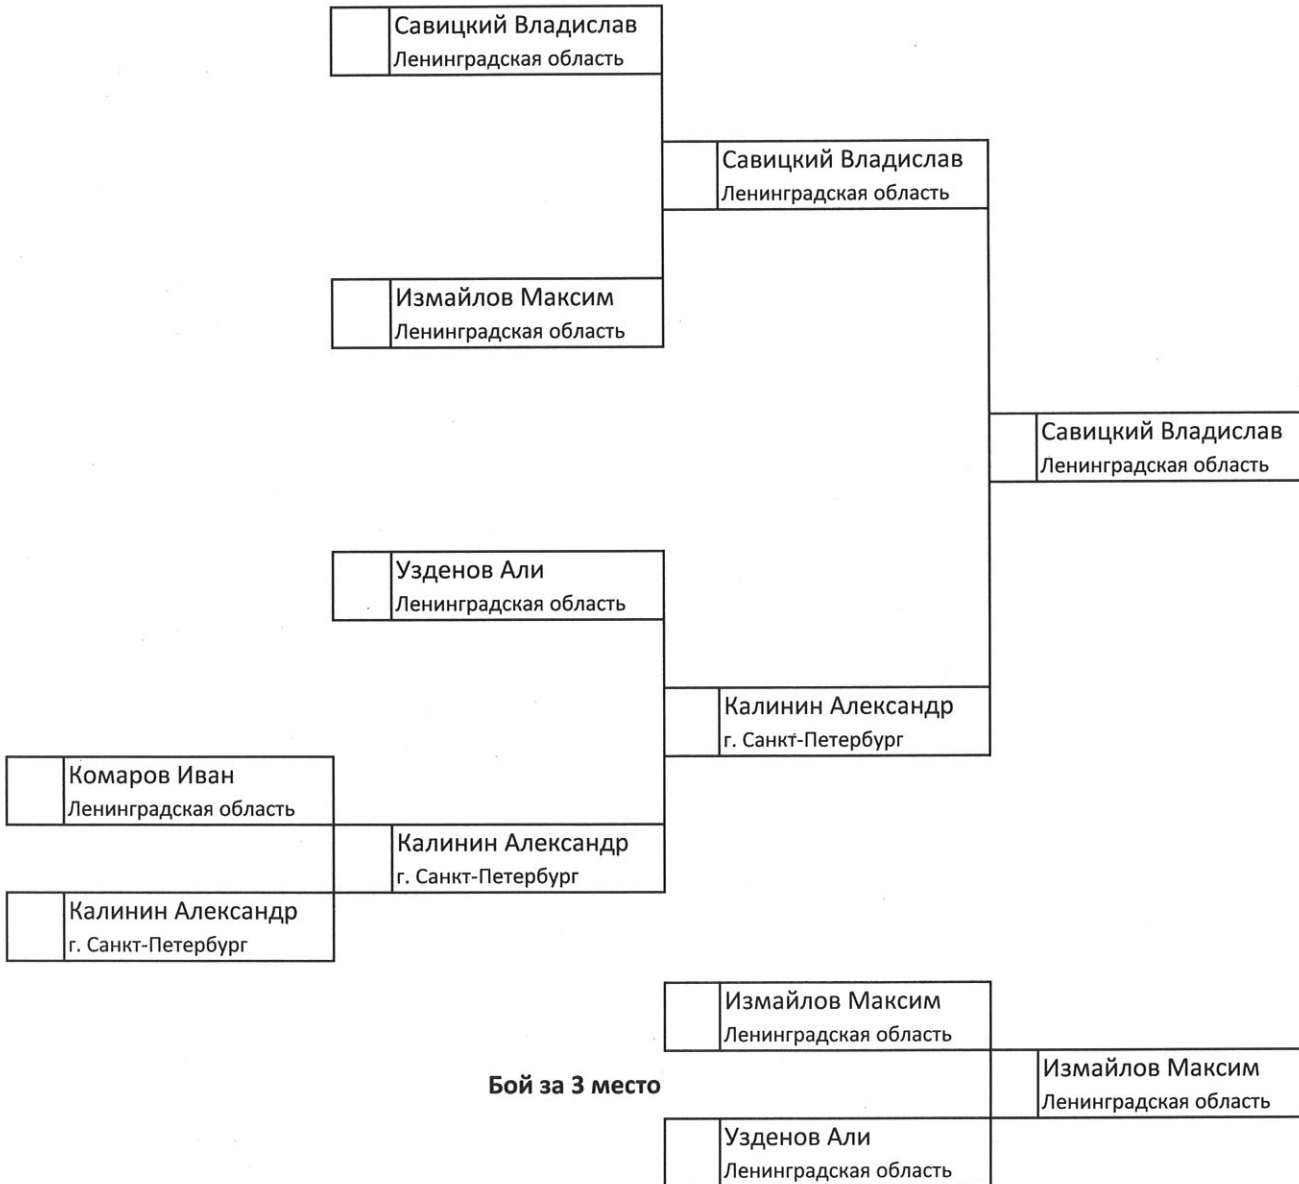 Савицкий Владислав
Ленинградская область
Савицкий Владислав
Ленинградская область
Измайлов Максим
Ленинградская область
Савицкий Владислав
Ленинградская область
Узденов Али
Ленинградская область
Калинин Александр
г. Санкт-Петербург
Комаров Иван
Ленинградская область
Калинин Александр
г. Санкт-Петербург
Калинин Александр
г. Санкт-Петербург
Измайлов Максим
Ленинградская область
Бой за 3 место
Измайлов Максим
Ленинградская область
Узденов Али
Ленинградская область